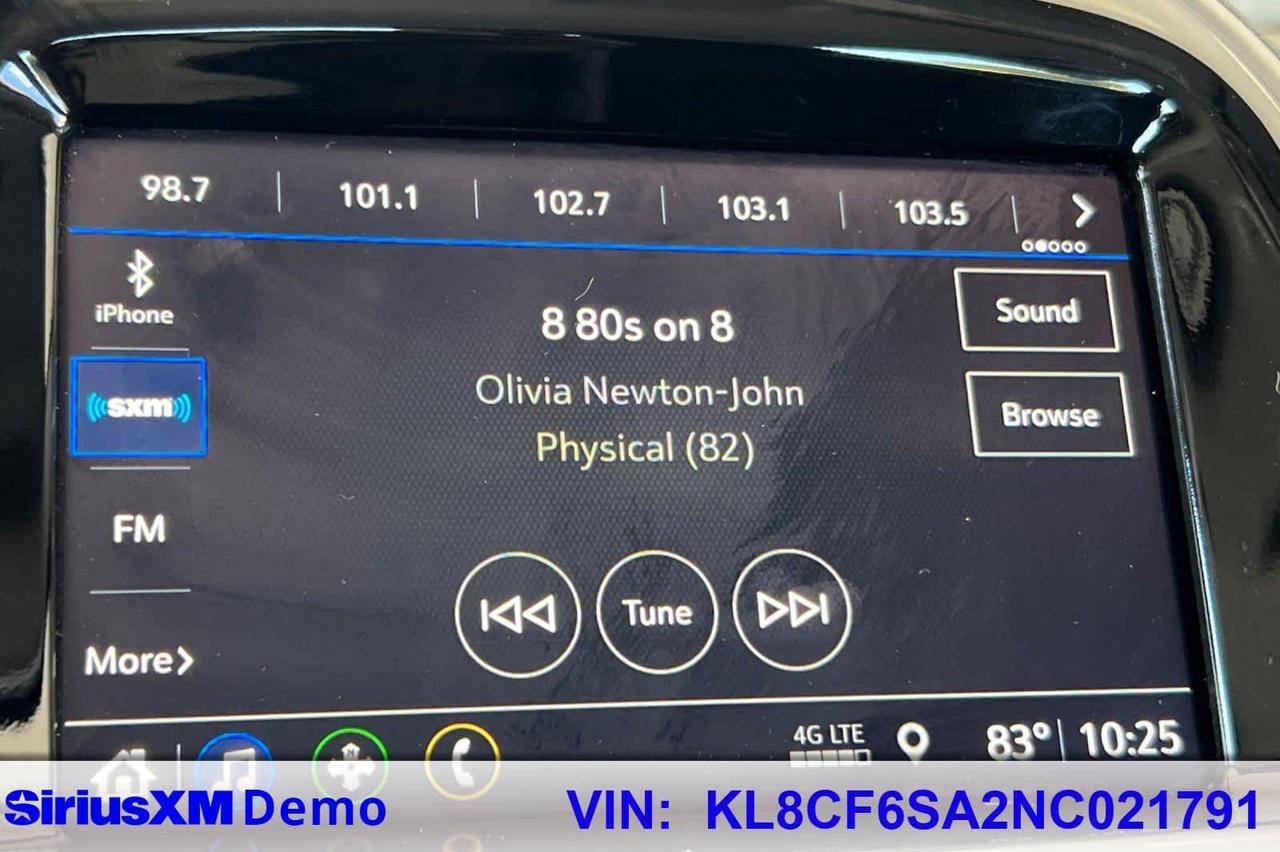 98.7 101.1 102.7 103.1 103.5
iPhone
sxm
FM
More
8 80s on 8
Olivia Newton-John
Physical (82)
Tune
Sound
Browse
N
4G LTE
83° 10:25
SiriusXM Demo VIN: KL8CF6SA2NC021791